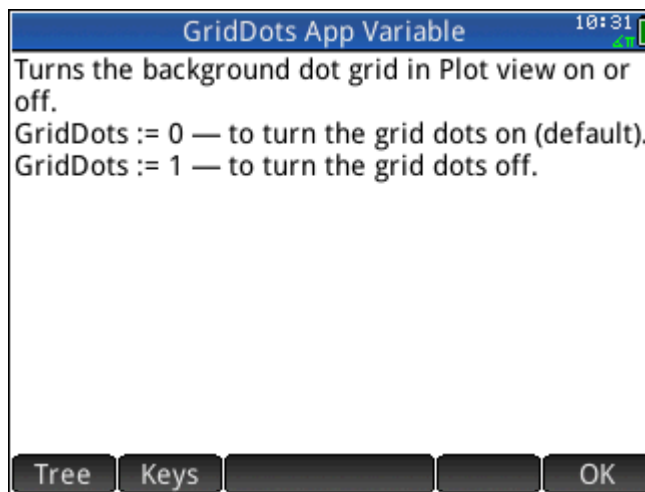 GridDots App Variable
10:31
∡π
Turns the background dot grid in Plot view on or
off.
GridDots := 0 — to turn the grid dots on (default).
GridDots := 1 — to turn the grid dots off.
Tree Keys OK